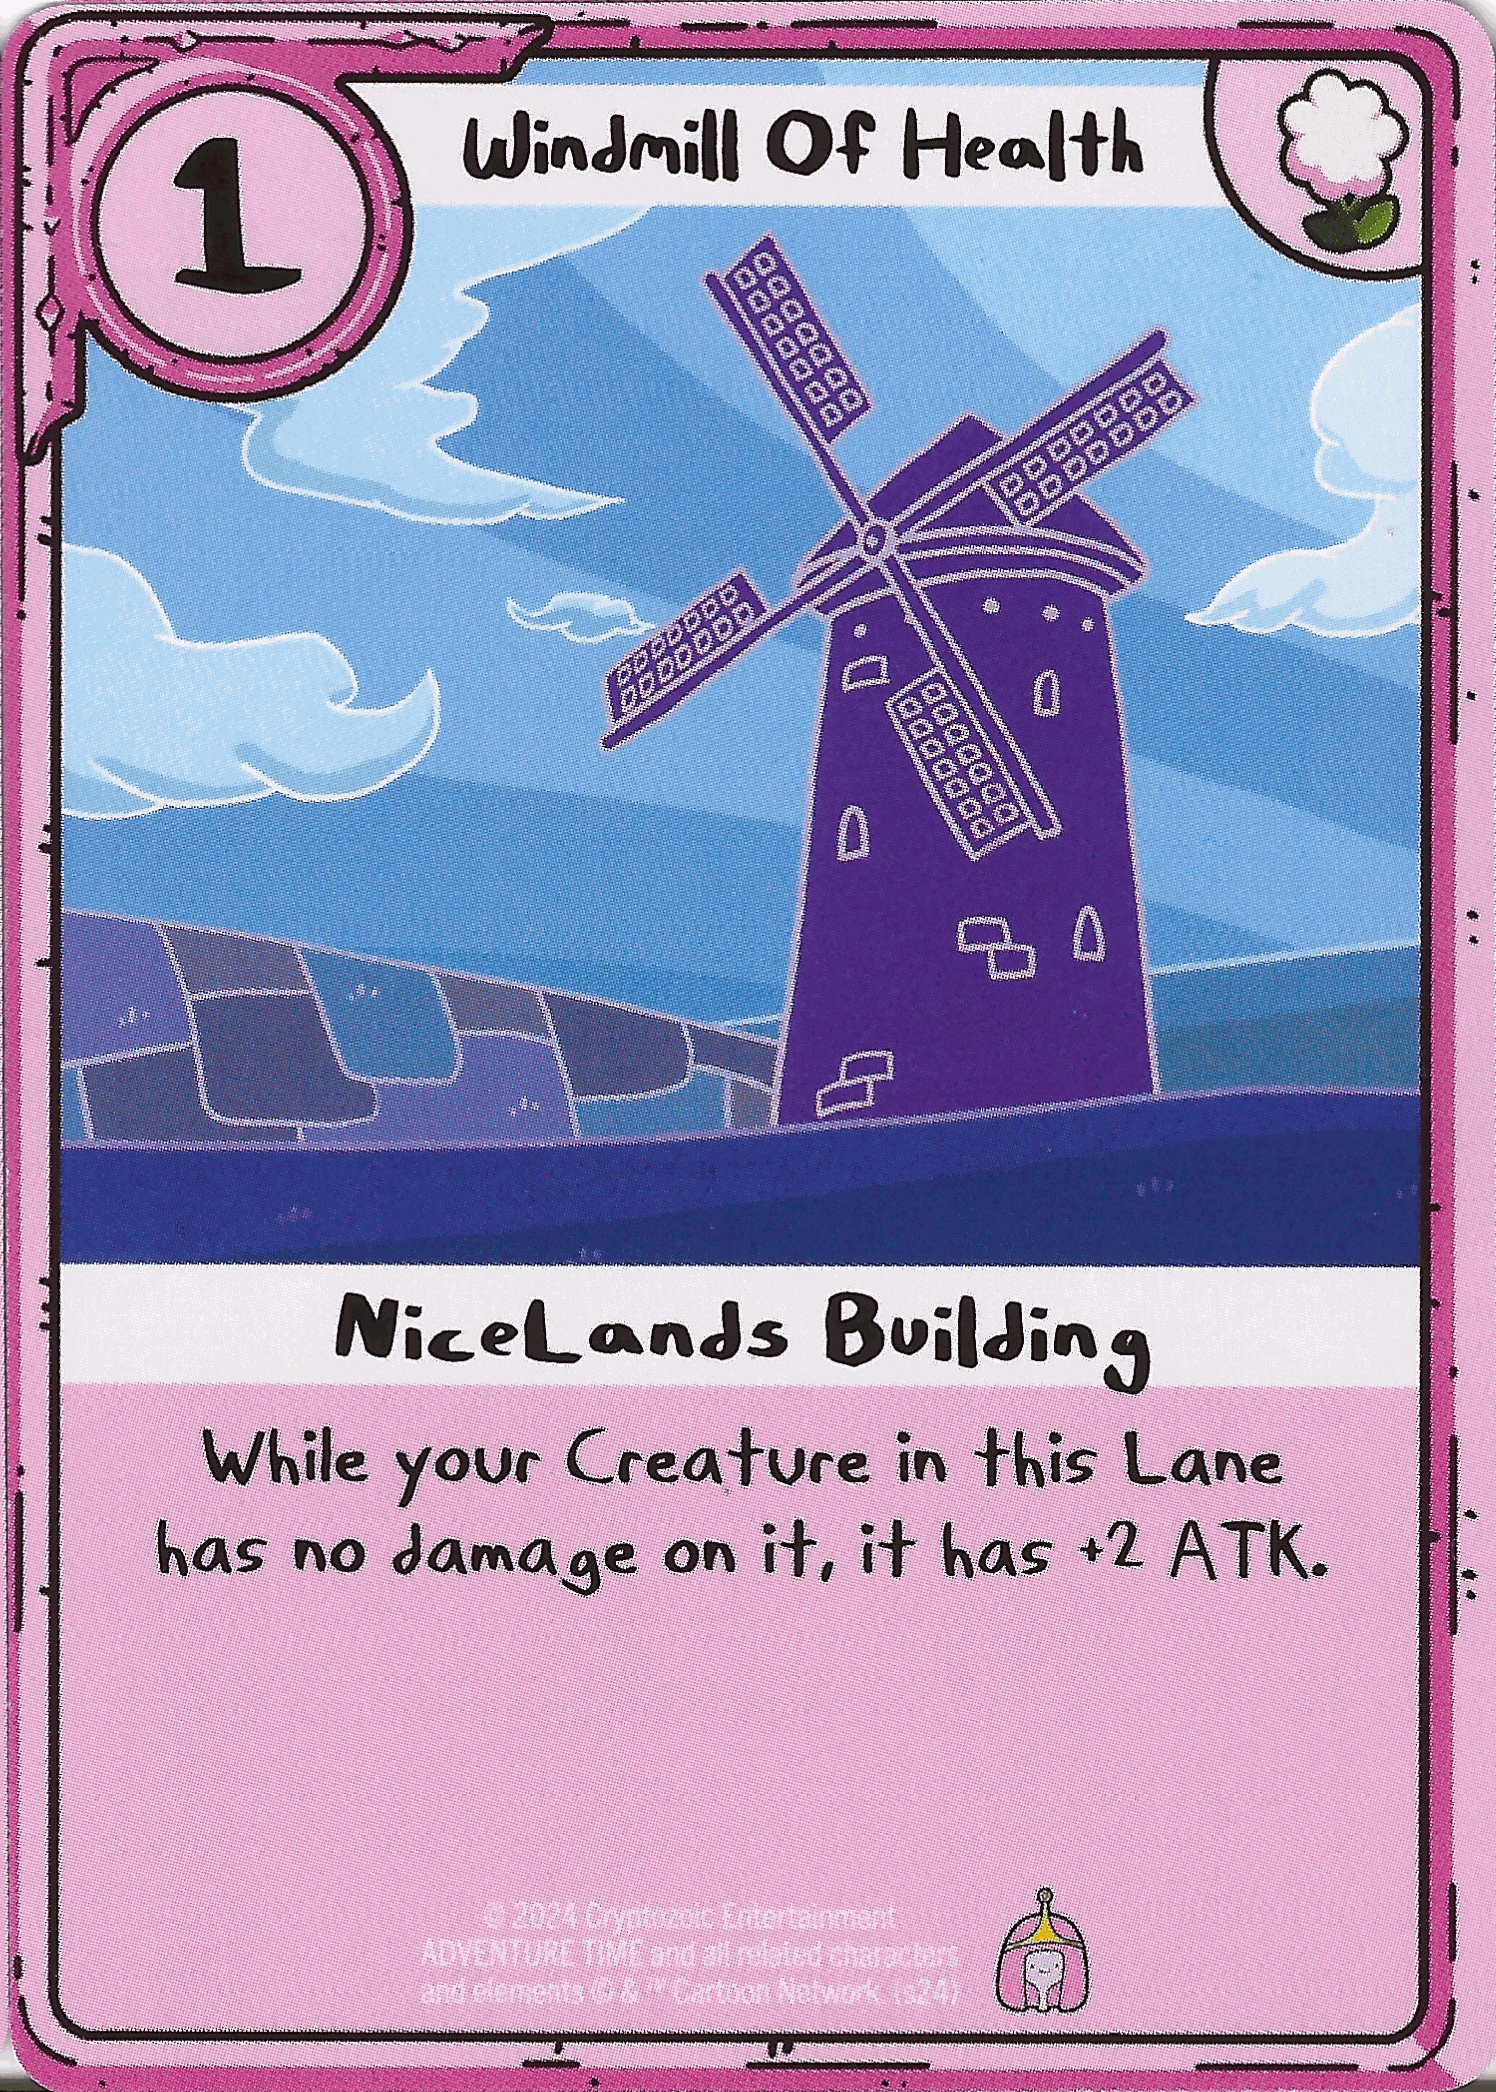 1
Windmill Of Health
NiceLands Building
While your Creature in this Lane
has no damage on it, it has +2 ATK.
© 2024 Cryptozoic Entertainment
ADVENTURE TIME and all related characters
and elements © & ™ Cartoon Network. (s24)